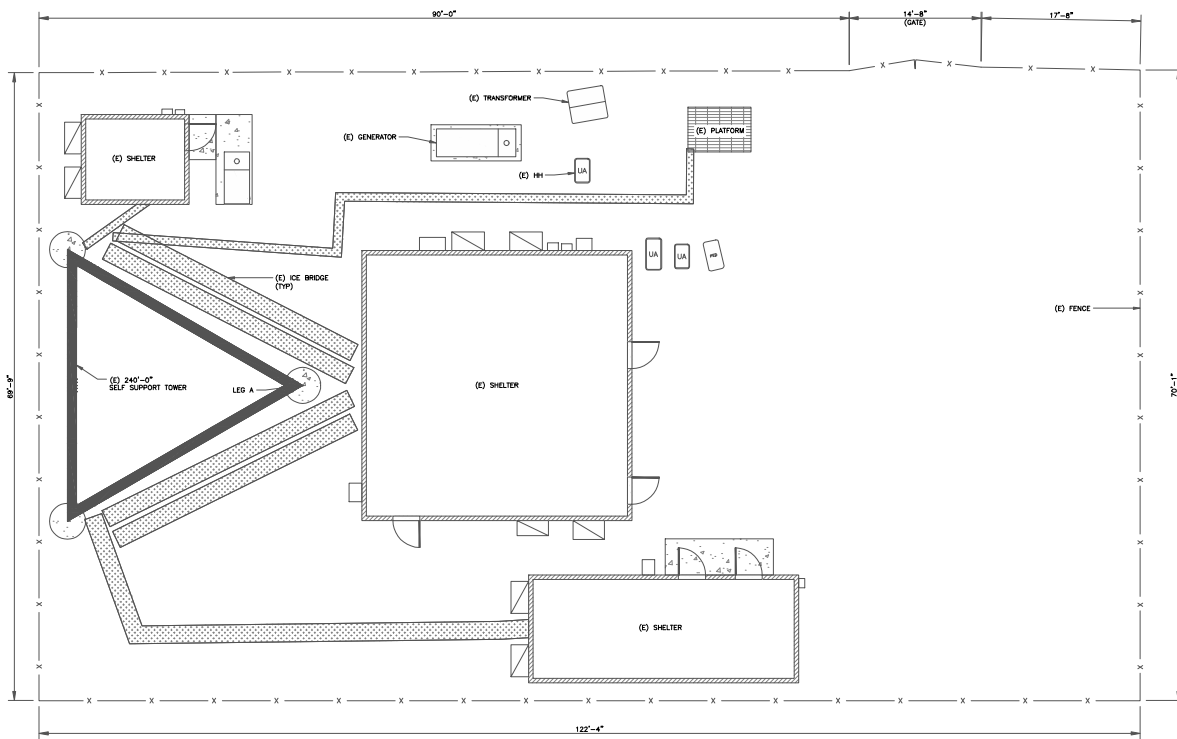 90'-0"
14'-8"
(GATE)
17'-8"
(E) TRANSFORMER
(E) GENERATOR
(E) PLATFORM
(E) SHELTER
(E) HH
UA
UA
UA
(E) ICE BRIDGE
(TYP)
(E) FENCE
(E) 240'-0"
SELF SUPPORT TOWER
LEG A
(E) SHELTER
69'-9"
70'-1"
(E) SHELTER
122'-4"